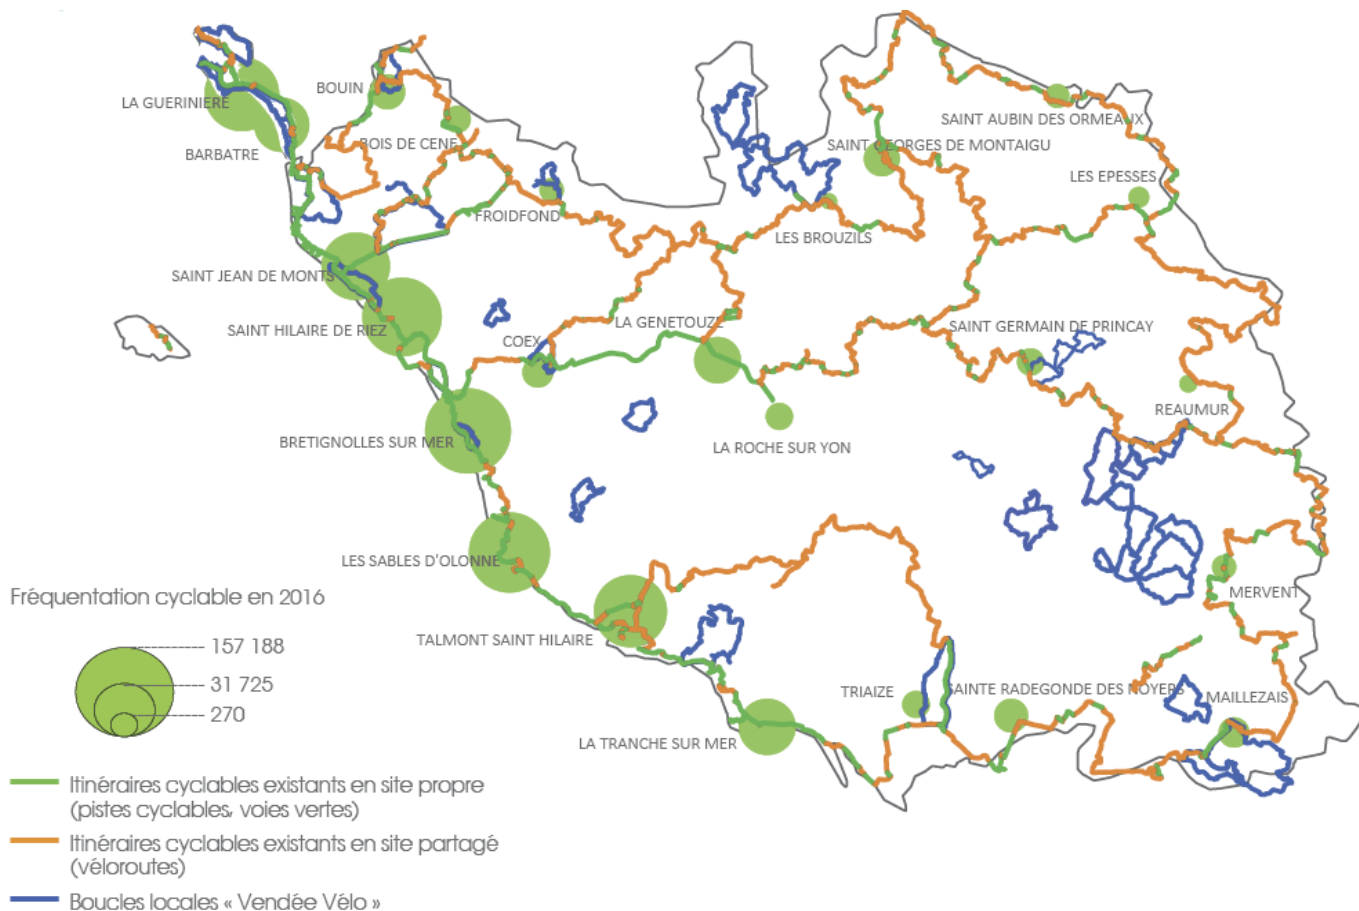 LA GUERINIERE
BOUIN
BARBATRE
BOIS DE CENE
SAINT AUBIN DES ORMEAUX
SAINT GEORGES DE MONTAIGU
LES EPESSES
FROIDFOND
LES BROUZILS
SAINT JEAN DE MONTS
SAINT HILAIRE DE RIEZ
LA GENETOUZE
COEX
SAINT GERMAIN DE PRINCAY
REAUMUR
BRETIGNOLLES SUR MER
LA ROCHE SUR YON
LES SABLES D'OLONNE
MERVENT
TALMONT SAINT HILAIRE
TRIAIZE
SAINTE RADEGONDE DES NOYERS
MAILLEZAIS
LA TRANCHE SUR MER
Fréquentation cyclable en 2016
157 188
31 725
270
Itinéraires cyclables existants en site propre
(pistes cyclables, voies vertes)
Itinéraires cyclables existants en site partagé
(véloroutes)
Boucles locales « Vendée Vélo »